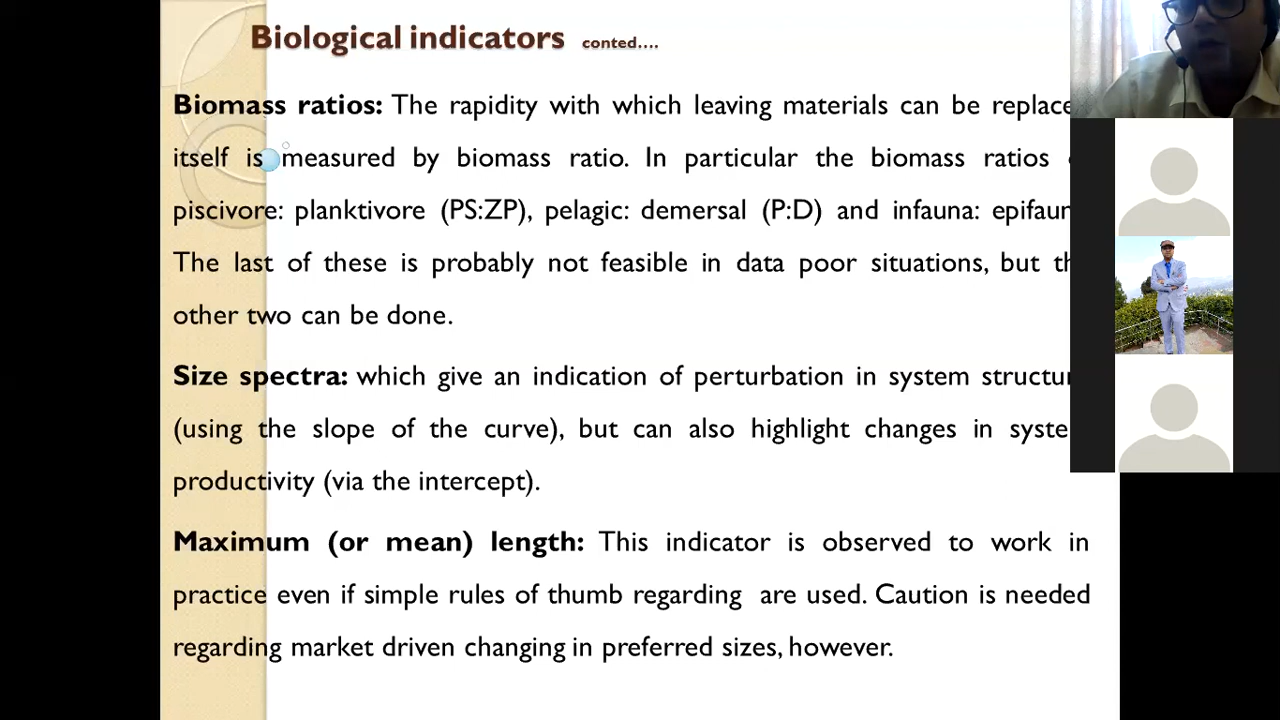 Biological indicators conted....
Biomass ratios: The rapidity with which leaving materials can be replace
itself is measured by biomass ratio. In particular the biomass ratios
piscivore: planktivore (PS:ZP), pelagic: demersal (P:D) and infauna: epifaun
The last of these is probably not feasible in data poor situations, but th
other two can be done.
Size spectra: which give an indication of perturbation in system structur
(using the slope of the curve), but can also highlight changes in syste
productivity (via the intercept).
Maximum (or mean) length: This indicator is observed to work in
practice even if simple rules of thumb regarding are used. Caution is needed
regarding market driven changing in preferred sizes, however.